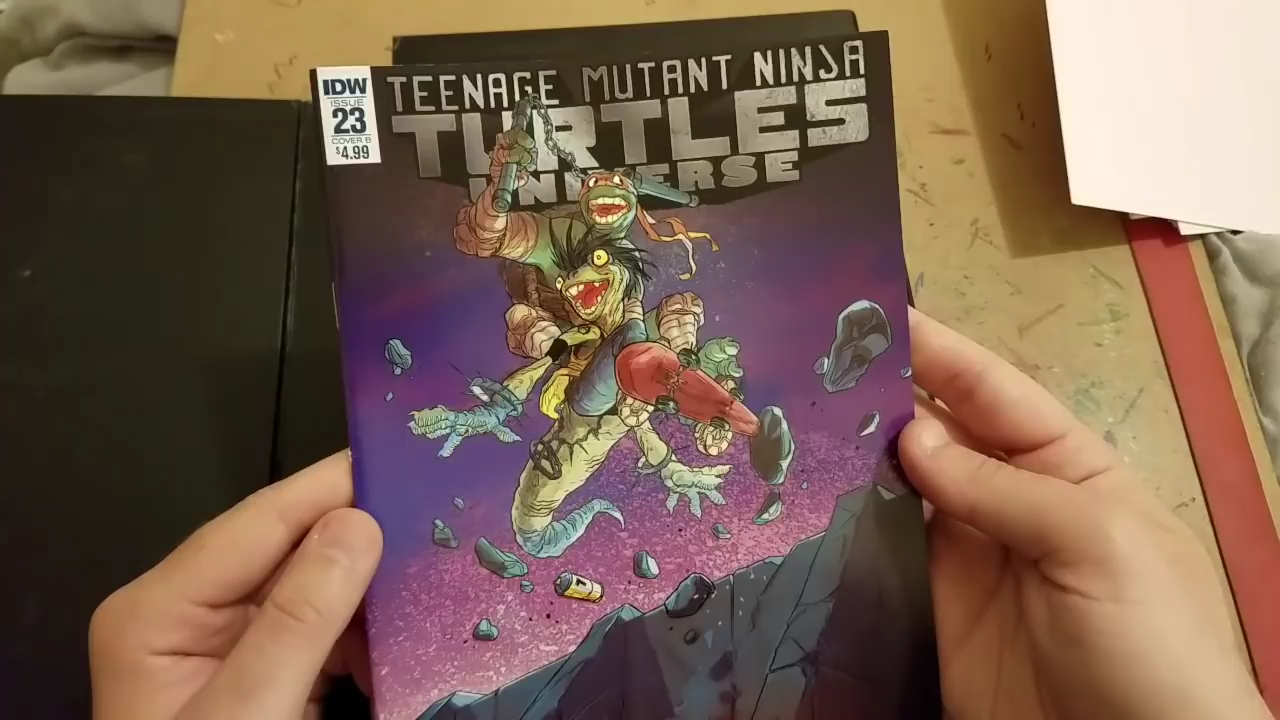 IDW
ISSUE
23
COVER B
$4.99
TEENAGE MUTANT NINJA
TURTLES
UNIVERSE